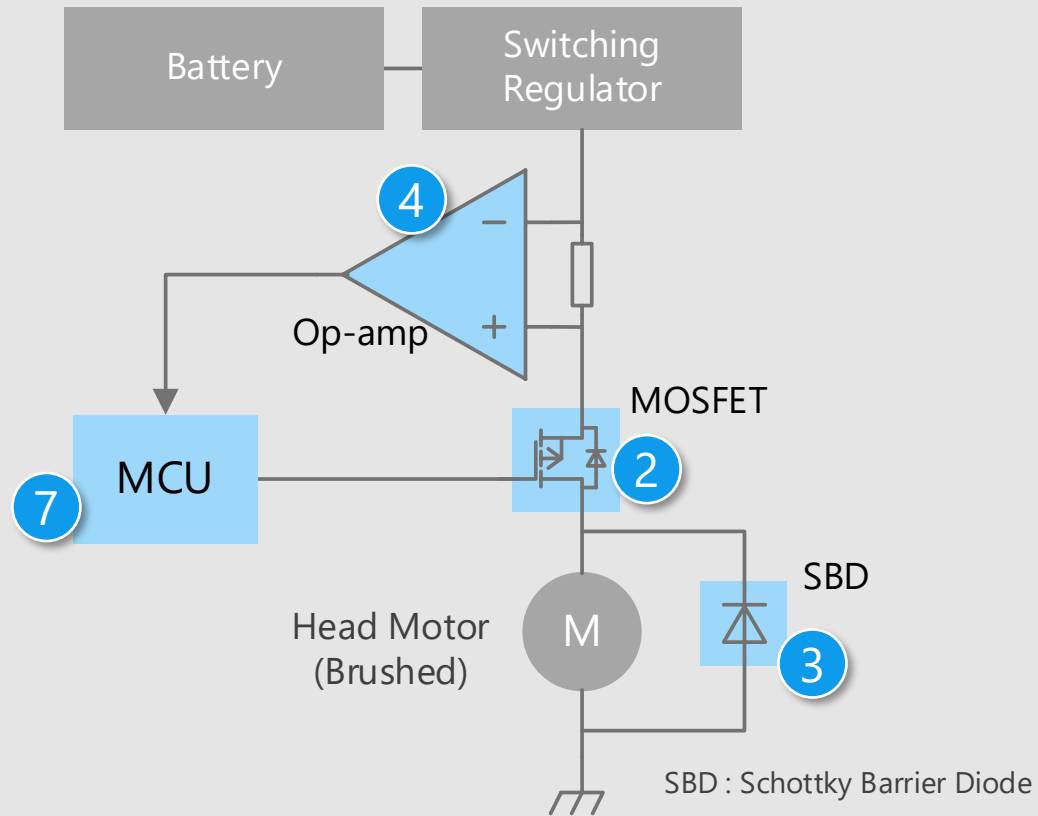 Battery
Switching
Regulator
4
−
+
Op-amp
MOSFET
2
MCU
7
SBD
3
Head Motor
(Brushed)
M
SBD : Schottky Barrier Diode